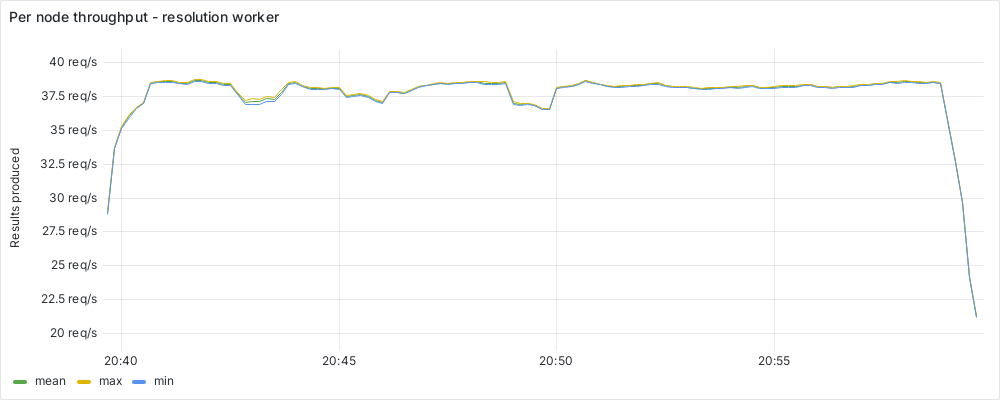 Per node throughput - resolution worker
Results produced
40 req/s
37.5 req/s
35 req/s
32.5 req/s
30 req/s
27.5 req/s
25 req/s
22.5 req/s
20 req/s
20:40 20:45 20:50 20:55
mean max min